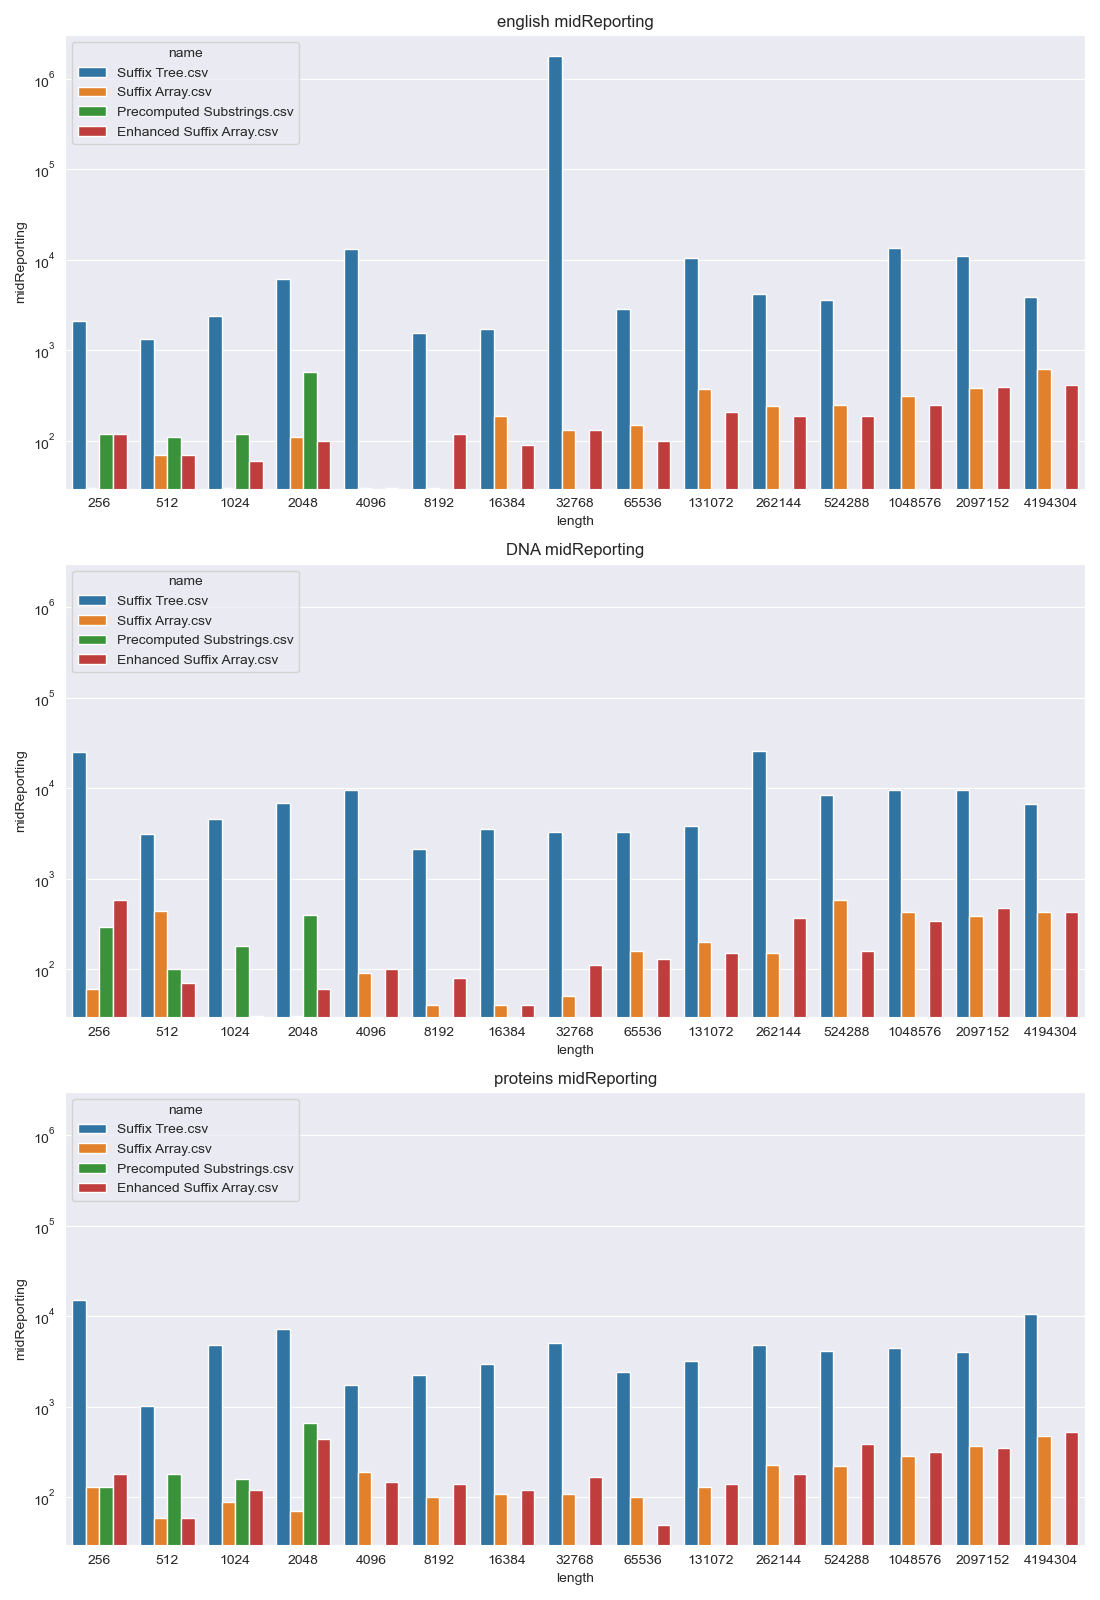 english midReporting
name
Suffix Tree.csv
Suffix Array.csv
Precomputed Substrings.csv
Enhanced Suffix Array.csv
10^6
10^5
10^4
10^3
10^2
midReporting
256 512 1024 2048 4096 8192 16384 32768 65536 131072 262144 524288 1048576 2097152 4194304
length
DNA midReporting
name
Suffix Tree.csv
Suffix Array.csv
Precomputed Substrings.csv
Enhanced Suffix Array.csv
10^6
10^5
10^4
10^3
10^2
midReporting
256 512 1024 2048 4096 8192 16384 32768 65536 131072 262144 524288 1048576 2097152 4194304
length
proteins midReporting
name
Suffix Tree.csv
Suffix Array.csv
Precomputed Substrings.csv
Enhanced Suffix Array.csv
10^6
10^5
10^4
10^3
10^2
midReporting
256 512 1024 2048 4096 8192 16384 32768 65536 131072 262144 524288 1048576 2097152 4194304
length